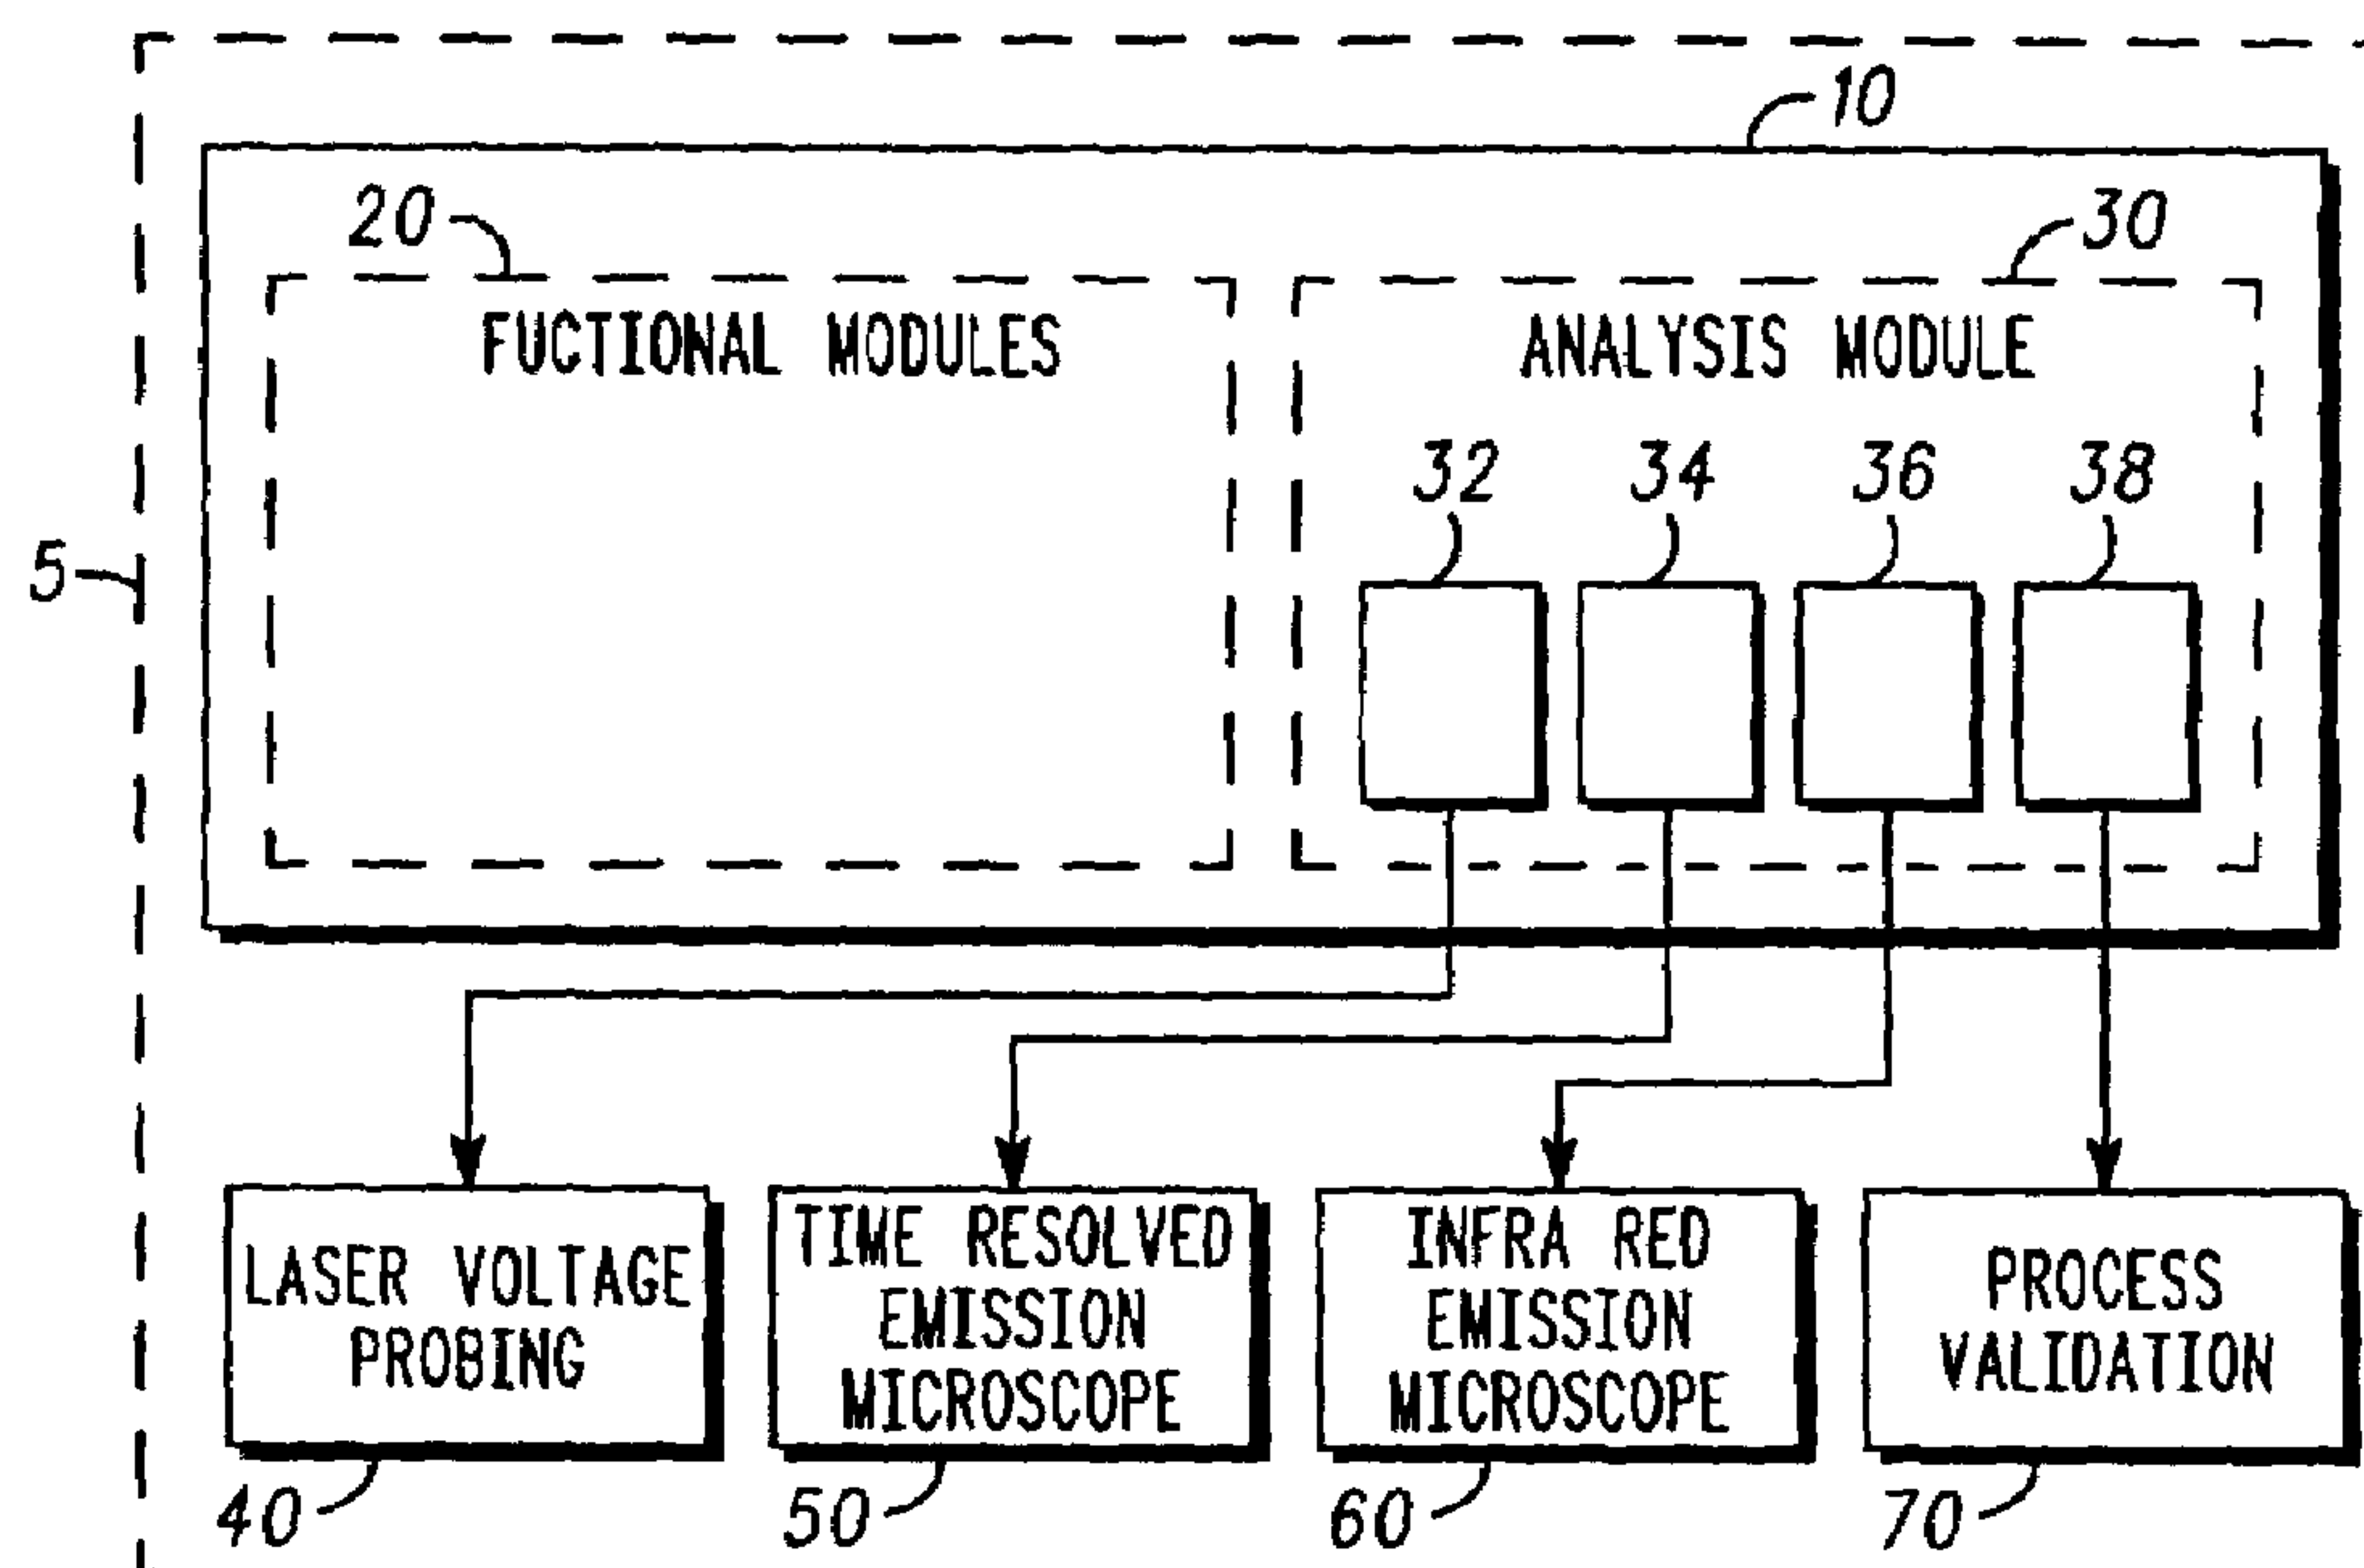 10
20
30
FUCTIONAL MODULES
ANALYSIS MODULE
32 34 36 38
5
LASER VOLTAGE
PROBING
TIME RESOLVED
EMISSION
MICROSCOPE
INFRA RED
EMISSION
MICROSCOPE
PROCESS
VALIDATION
40
50
60
70